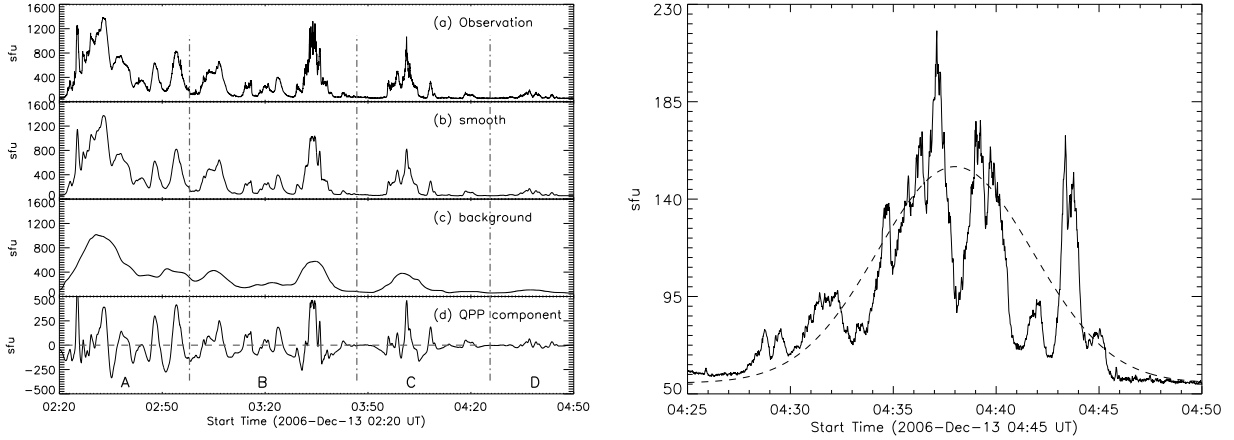 1600
(a) Observation
1200
sfu
800
400
0
1600
(b) smooth
1200
sfu
800
400
0
1600
(c) background
1200
sfu
800
400
0
500
(d) QPP component
250
sfu
0
−250
−500
A B C D
02:20 02:50 03:20 03:50 04:20 04:50
Start Time (2006−Dec−13 02:20 UT)
230
185
sfu
140
95
50
04:25 04:30 04:35 04:40 04:45 04:50
Start Time (2006−Dec−13 04:45 UT)